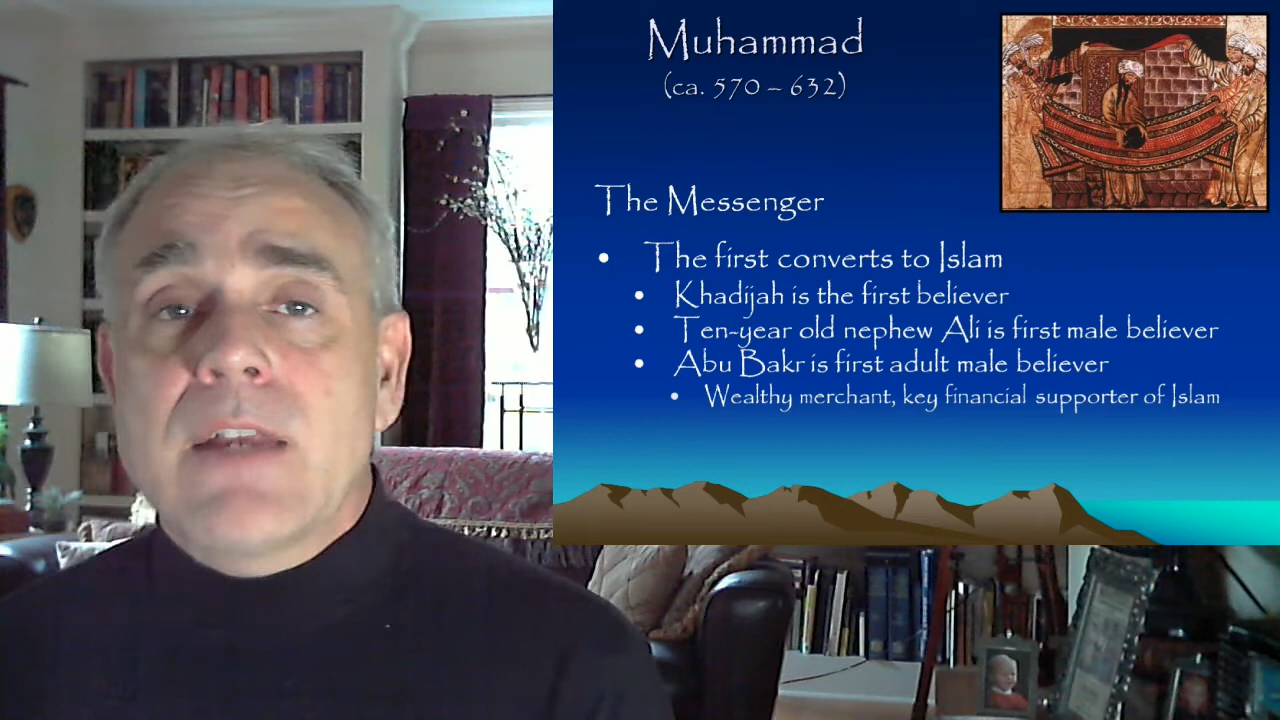 Muhammad
(ca. 570 – 632)
The Messenger
• The first converts to Islam
• Khadijah is the first believer
• Ten-year old nephew Ali is first male believer
• Abu Bakr is first adult male believer
• Wealthy merchant, key financial supporter of Islam